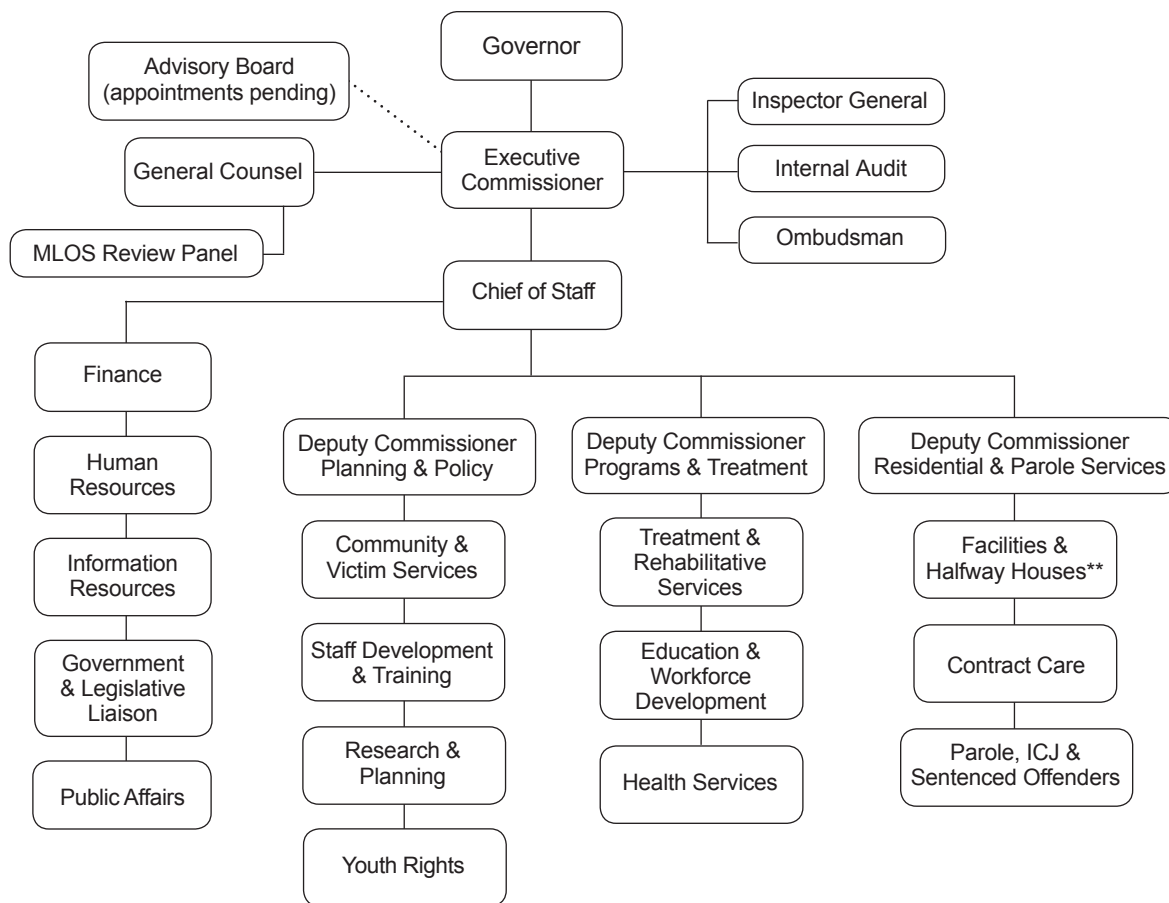 Governor
Advisory Board
(appointments pending)
Inspector General
General Counsel
Executive
Commissioner
Internal Audit
MLOS Review Panel
Ombudsman
Chief of Staff
Finance
Human
Resources
Information
Resources
Government
& Legislative
Liaison
Public Affairs
Deputy Commissioner
Planning & Policy
Community &
Victim Services
Staff Development
& Training
Research &
Planning
Youth Rights
Deputy Commissioner
Programs & Treatment
Treatment &
Rehabilitative
Services
Education &
Workforce
Development
Health Services
Deputy Commissioner
Residential & Parole Services
Facilities &
Halfway Houses**
Contract Care
Parole, ICJ &
Sentenced Offenders